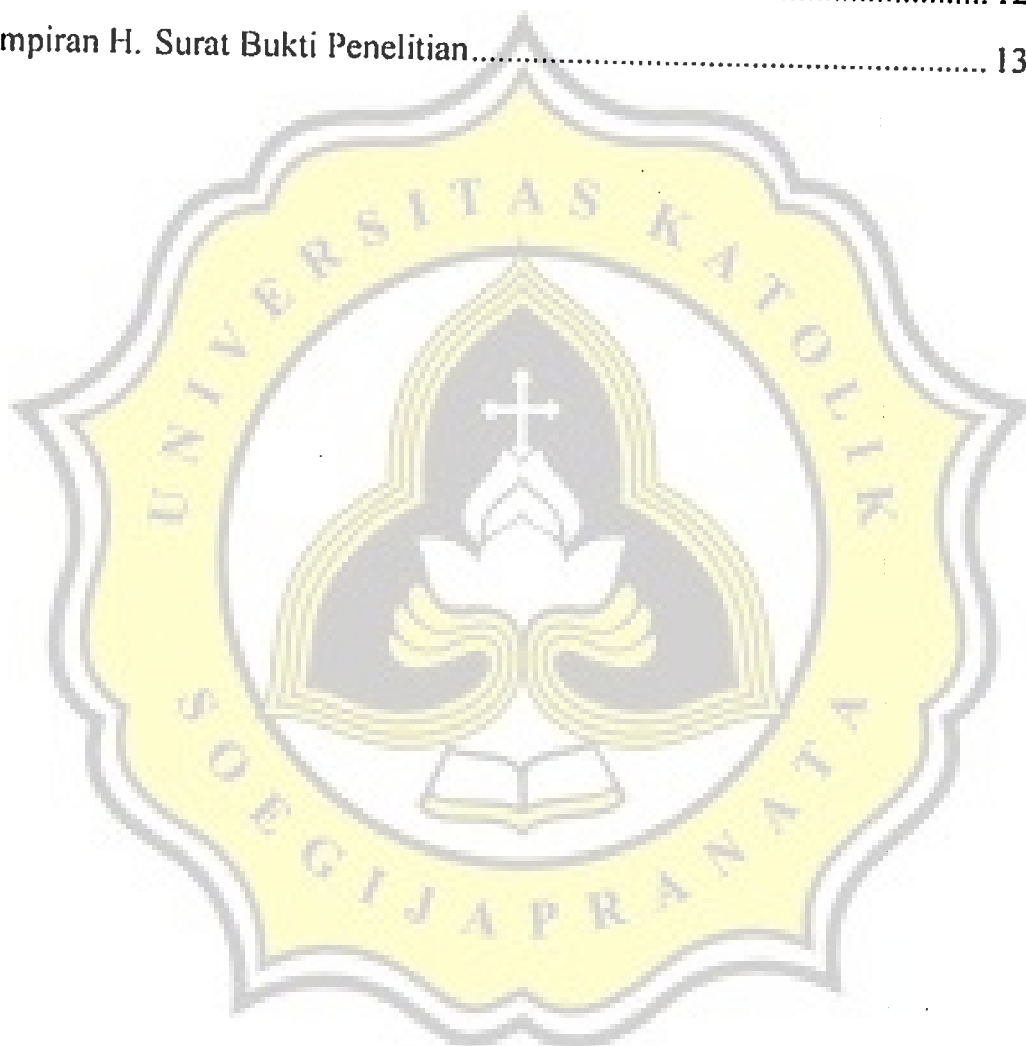 mpiran H. Surat Bukti Penelitian.................................................................. 13
UNIVERSITAS KATOLIK
SOEGIJAPRANATA